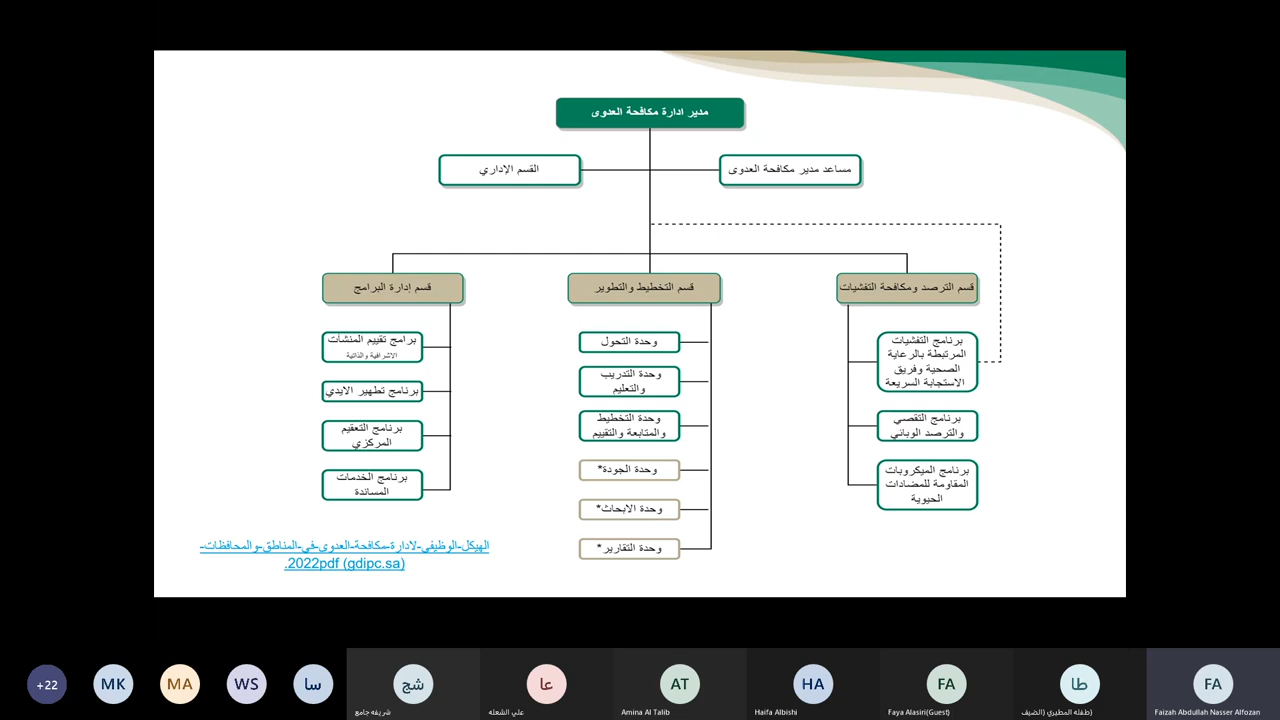 مدير ادارة مكافحة العدوى
مساعد مدير مكافحة العدوى
القسم الإداري
قسم الترصد ومكافحة التفشيات
قسم التخطيط والتطوير
قسم إدارة البرامج
برنامج التفشيات
المرتبطة بالرعاية
الصحية وفريق
الاستجابة السريعة
برنامج التقصي
والترصد الوبائي
برنامج الميكروبات
المقاومة للمضادات
الحيوية
وحدة التحول
وحدة التدريب
والتعليم
وحدة التخطيط
والمتابعة والتقييم
وحدة الجودة*
وحدة الابحاث*
وحدة التقارير*
برامج تقييم المنشآت
الاشرافية والذاتية
برنامج تطهير الايدي
برنامج التعقيم
المركزي
برنامج الخدمات
المساندة
الهيكل-الوظيفي-لادارة-مكافحة-العدوى-في-المناطق-والمحافظات-
.2022pdf (gdipc.sa)
+22
MK
MA
WS
سا
شج
شريفه جامع
عا
علي الشعله
AT
Amina Al Talib
HA
Haifa Albishi
FA
Faya Alasiri(Guest)
طا
طفله المطيري (الضيف)
FA
Faizah Abdullah Nasser Alfozan